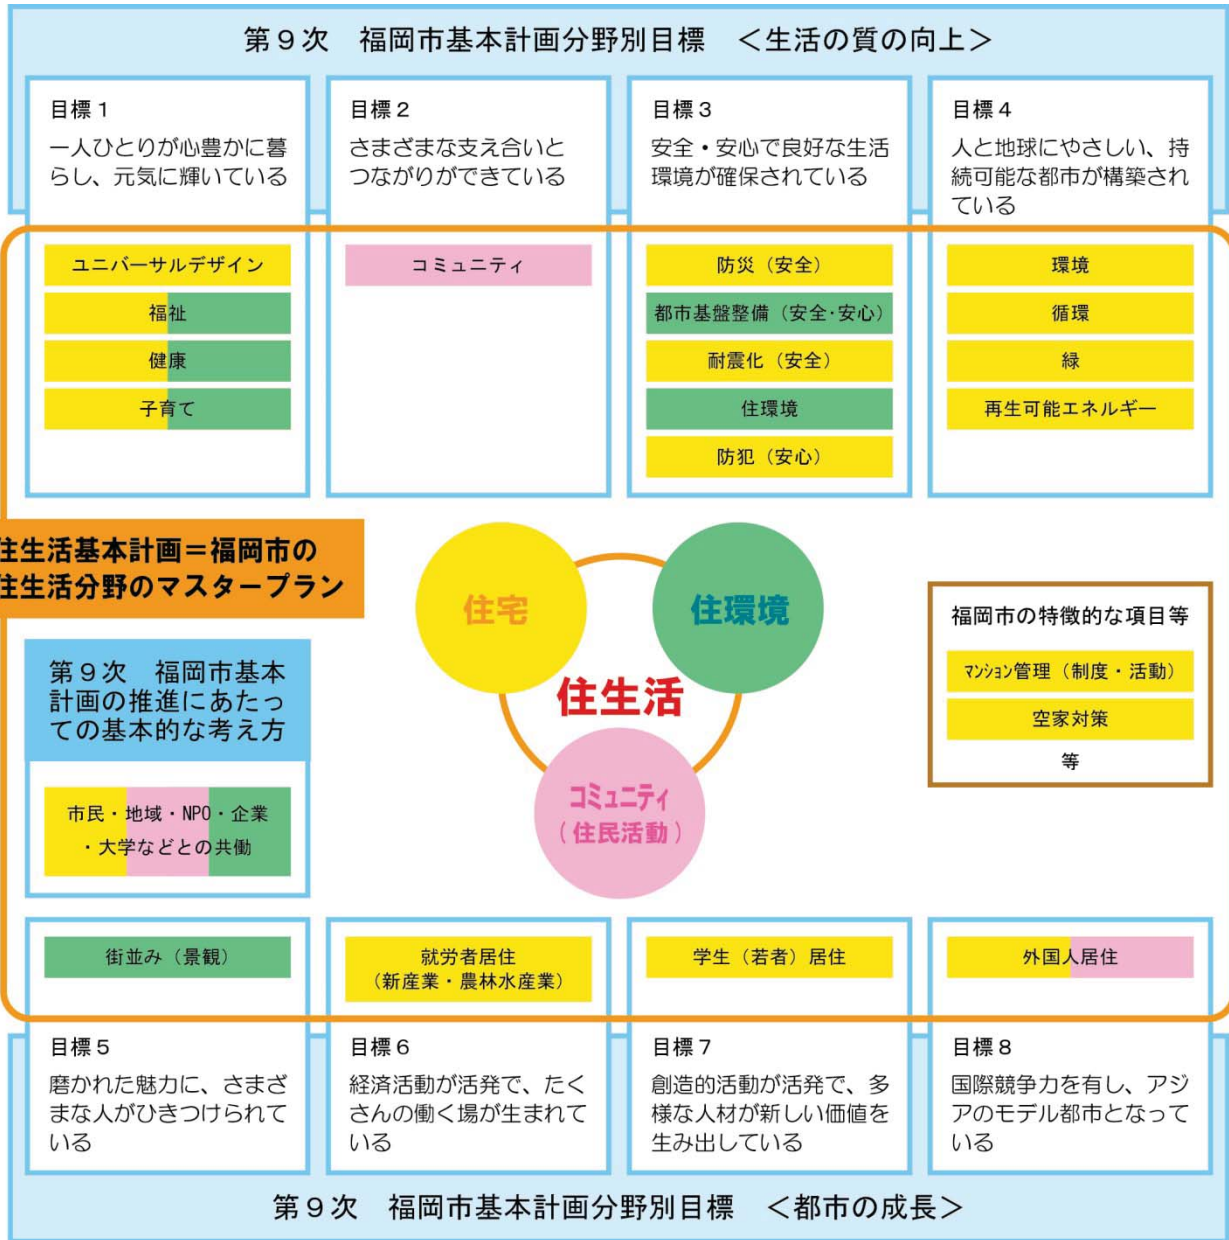 第９次　福岡市基本計画分野別目標　＜生活の質の向上＞
目標１
一人ひとりが心豊かに暮
らし、元気に輝いている
ユニバーサルデザイン
福祉
健康
子育て
目標２
さまざまな支え合いと
つながりができている
コミュニティ
目標３
安全・安心で良好な生活
環境が確保されている
防災（安全）
都市基盤整備（安全・安心）
耐震化（安全）
住環境
防犯（安心）
目標４
人と地球にやさしい、持
続可能な都市が構築され
ている
環境
循環
緑
再生可能エネルギー
住生活基本計画＝福岡市の
住生活分野のマスタープラン
住宅
住環境
住生活
コミュニティ
（住民活動）
福岡市の特徴的な項目等
ﾏﾝｼｮﾝ管理（制度・活動）
空家対策
等
第９次　福岡市基本
計画の推進にあたっ
ての基本的な考え方
市民・地域・NPO・企業
・大学などとの共働
街並み（景観）
目標５
磨かれた魅力に、さまざ
まな人がひきつけられて
いる
就労者居住
（新産業・農林水産業）
目標６
経済活動が活発で、たく
さんの働く場が生まれて
いる
学生（若者）居住
目標７
創造的活動が活発で、多
様な人材が新しい価値を
生み出している
外国人居住
目標８
国際競争力を有し、アジ
アのモデル都市となって
いる
第９次　福岡市基本計画分野別目標　＜都市の成長＞